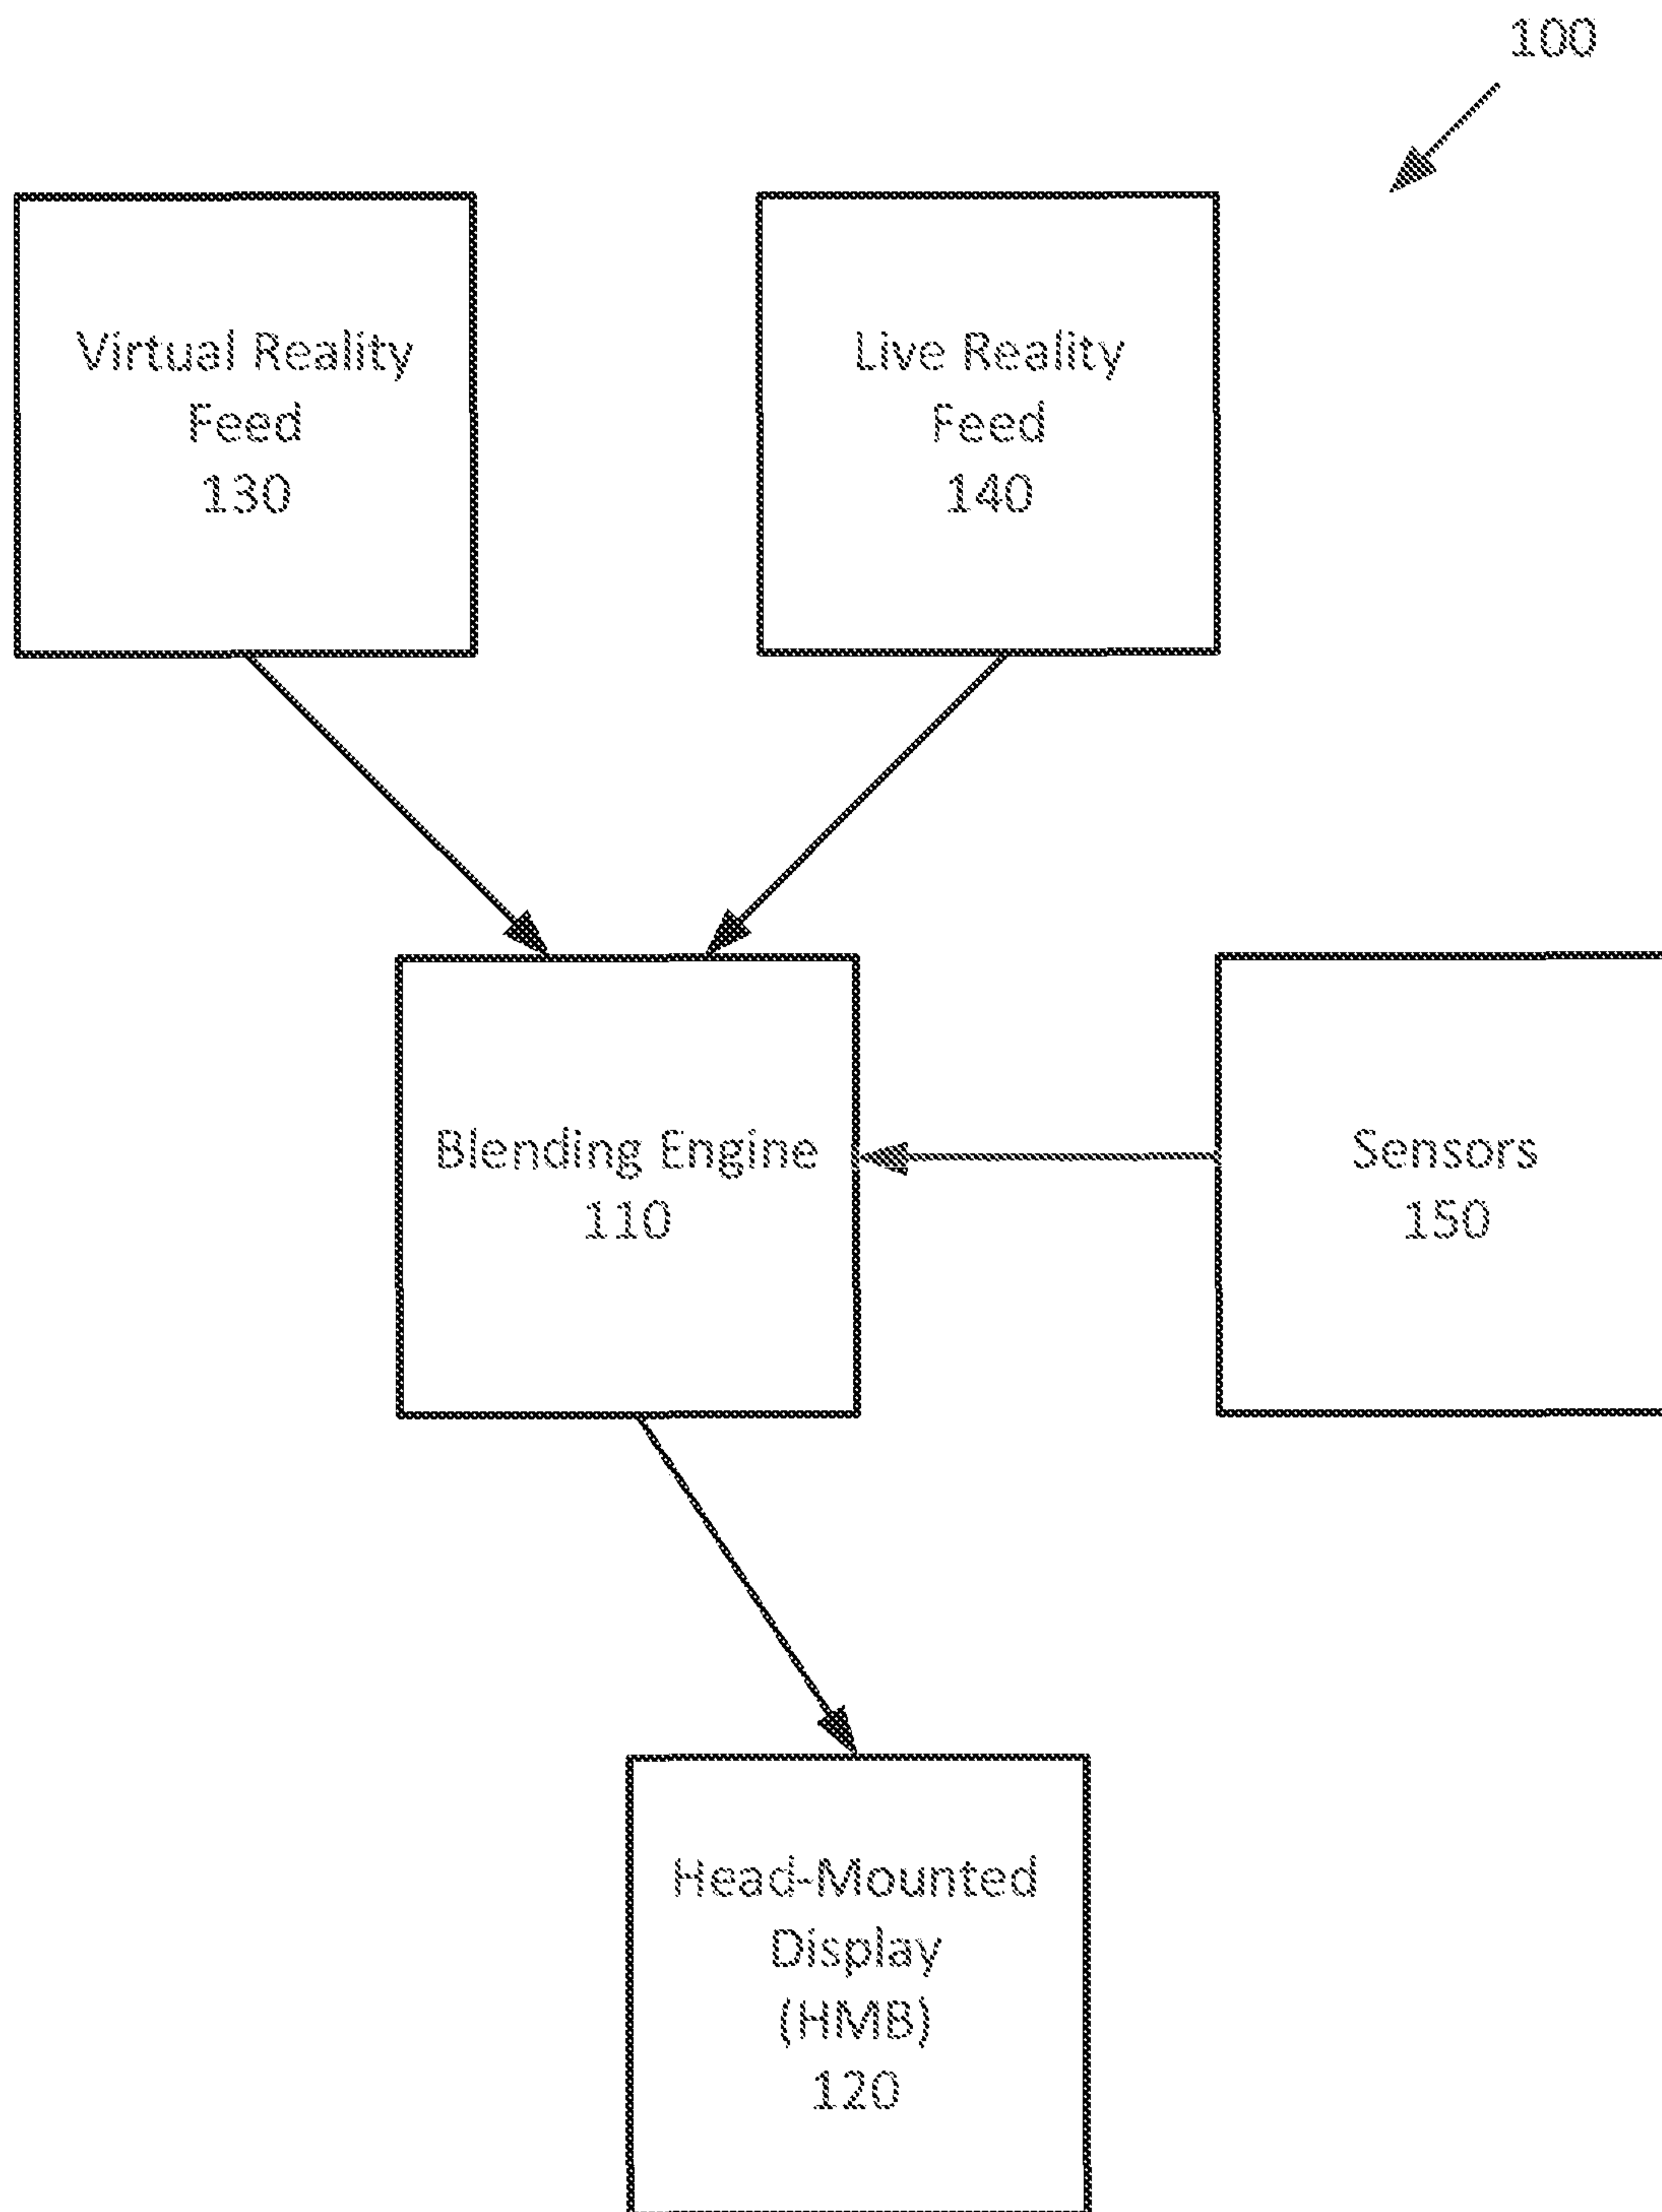 100
Virtual Reality
Feed
130
Live Reality
Feed
140
Blending Engine
110
Sensors
150
Head-Mounted
Display
(HMB)
120